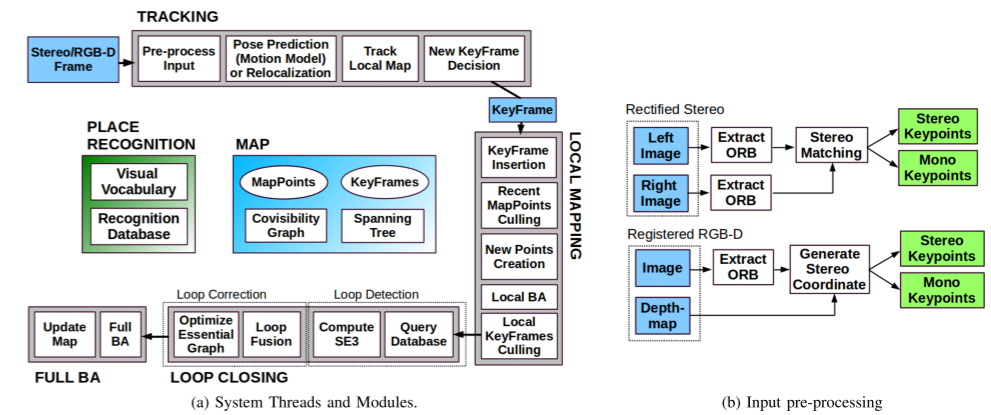 TRACKING
Stereo/RGB-D
Frame
Pre-process
Input
Pose Prediction
(Motion Model)
or Relocalization
Track
Local Map
New KeyFrame
Decision
KeyFrame
PLACE
RECOGNITION
Visual
Vocabulary
Recognition
Database
MAP
MapPoints
KeyFrames
Covisibility
Graph
Spanning
Tree
LOCAL MAPPING
KeyFrame
Insertion
Recent
MapPoints
Culling
New Points
Creation
Local BA
Local
KeyFrames
Culling
Loop Correction
Loop Detection
Update
Map
Full
BA
Optimize
Essential
Graph
Loop
Fusion
Compute
SE3
Query
Database
FULL BA
LOOP CLOSING
(a) System Threads and Modules.
Rectified Stereo
Left
Image
Extract
ORB
Stereo
Matching
Stereo
Keypoints
Mono
Keypoints
Right
Image
Extract
ORB
Registered RGB-D
Image
Extract
ORB
Generate
Stereo
Coordinate
Stereo
Keypoints
Mono
Keypoints
Depth-
map
(b) Input pre-processing